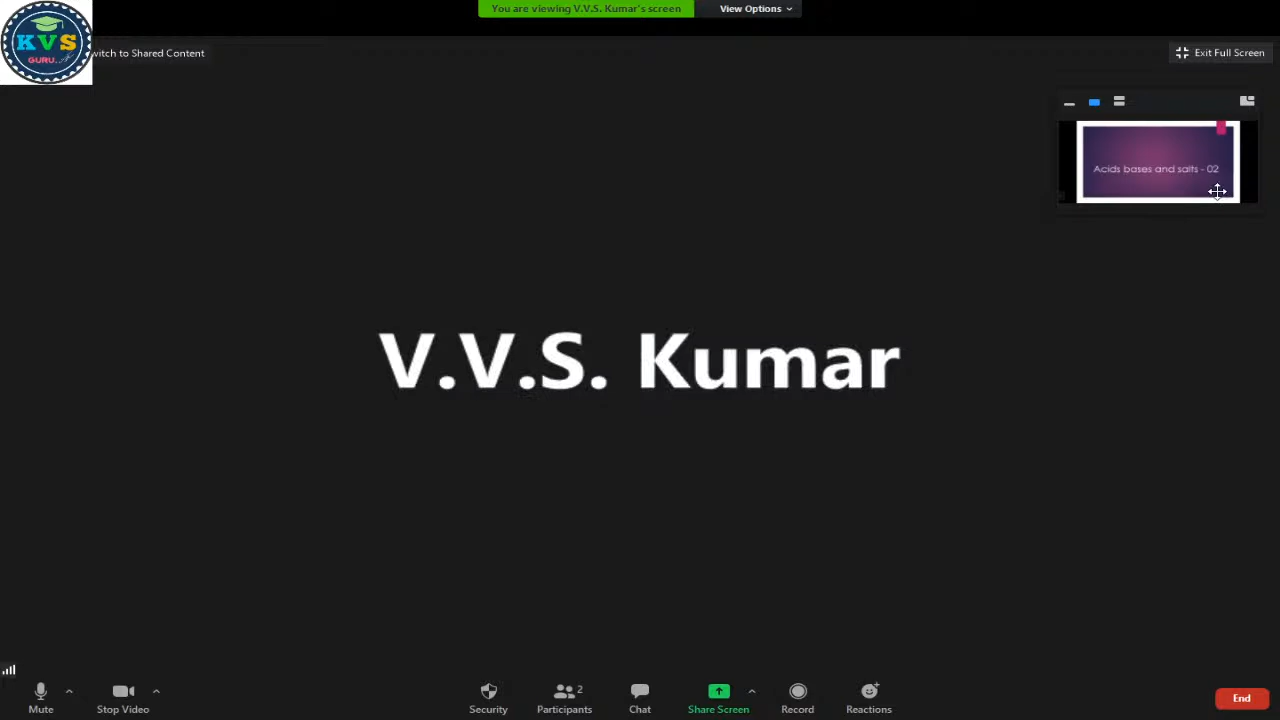 You are viewing V.V.S. Kumar's screen
View Options
KVS
GURU
witch to Shared Content
Exit Full Screen
Acids bases and salts - 02
V.V.S. Kumar
Mute
Stop Video
Security
2
Participants
Chat
Share Screen
Record
Reactions
End